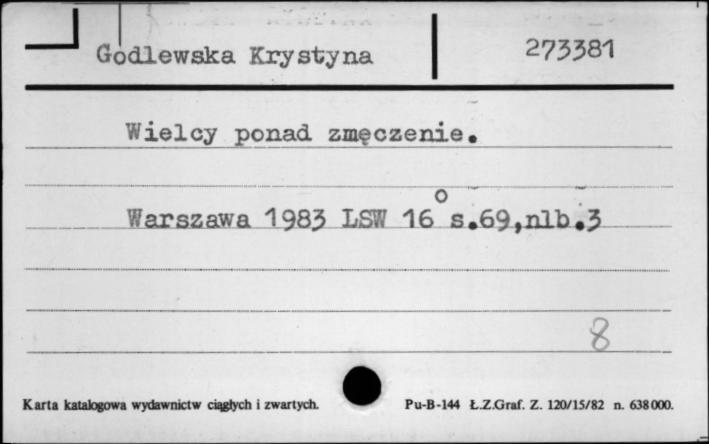 Godlewska Krystyna 273381
Wielcy ponad zmęczenie.
Warszawa 1983 LSW 16° s.69,nlb.3
8
Karta katalogowa wydawnictw ciągłych i zwartych. Pu-B-144 Ł.Z.Graf. Z. 120/15/82 n. 638000.